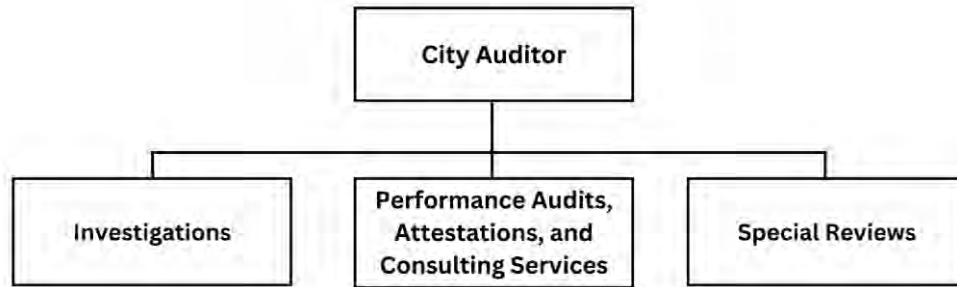 City Auditor
Investigations
Performance Audits,
Attestations, and
Consulting Services
Special Reviews